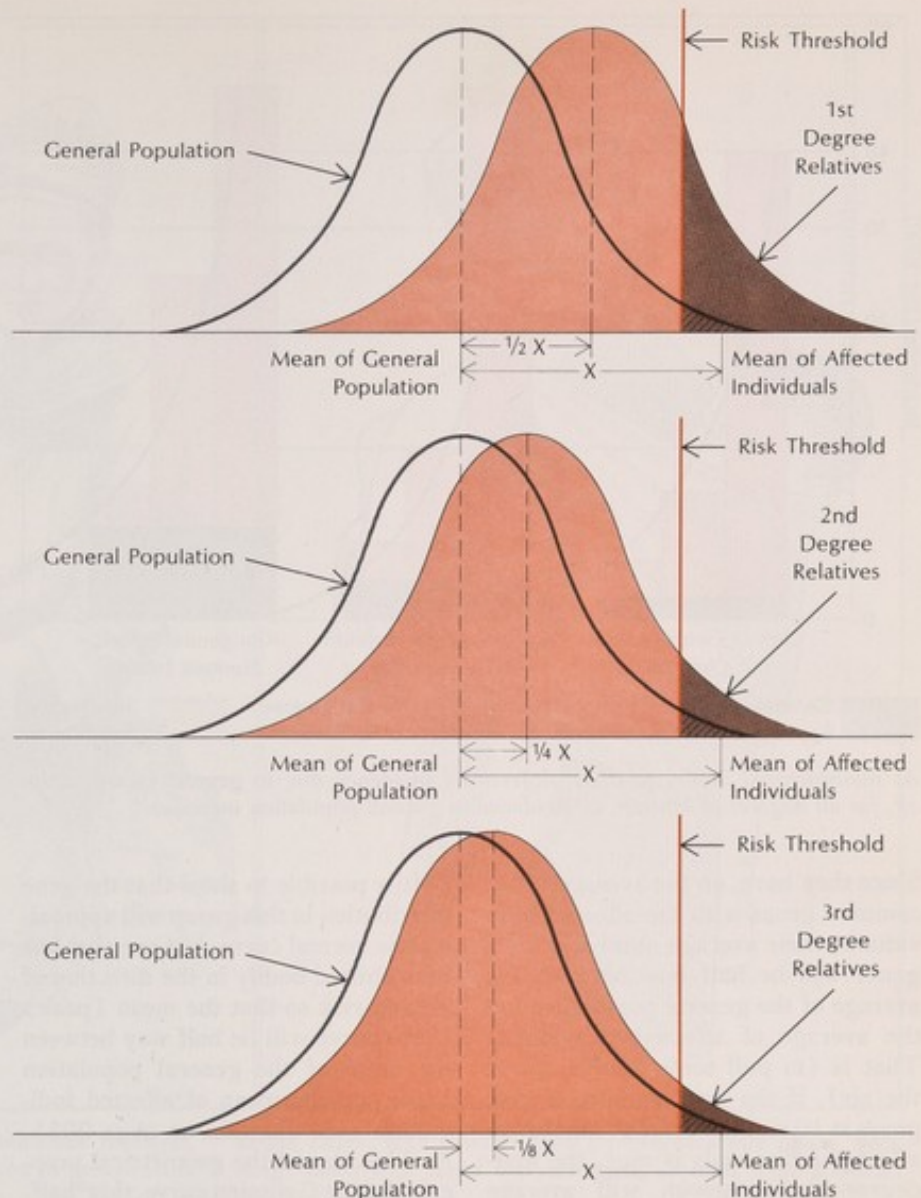 Risk Threshold
1st
Degree
Relatives
General Population
1/2 X
Mean of General
Population
X
Mean of Affected
Individuals
Risk Threshold
2nd
Degree
Relatives
General Population
1/4 X
Mean of General
Population
X
Mean of Affected
Individuals
Risk Threshold
3rd
Degree
Relatives
General Population
1/8 X
Mean of General
Population
X
Mean of Affected
Individuals